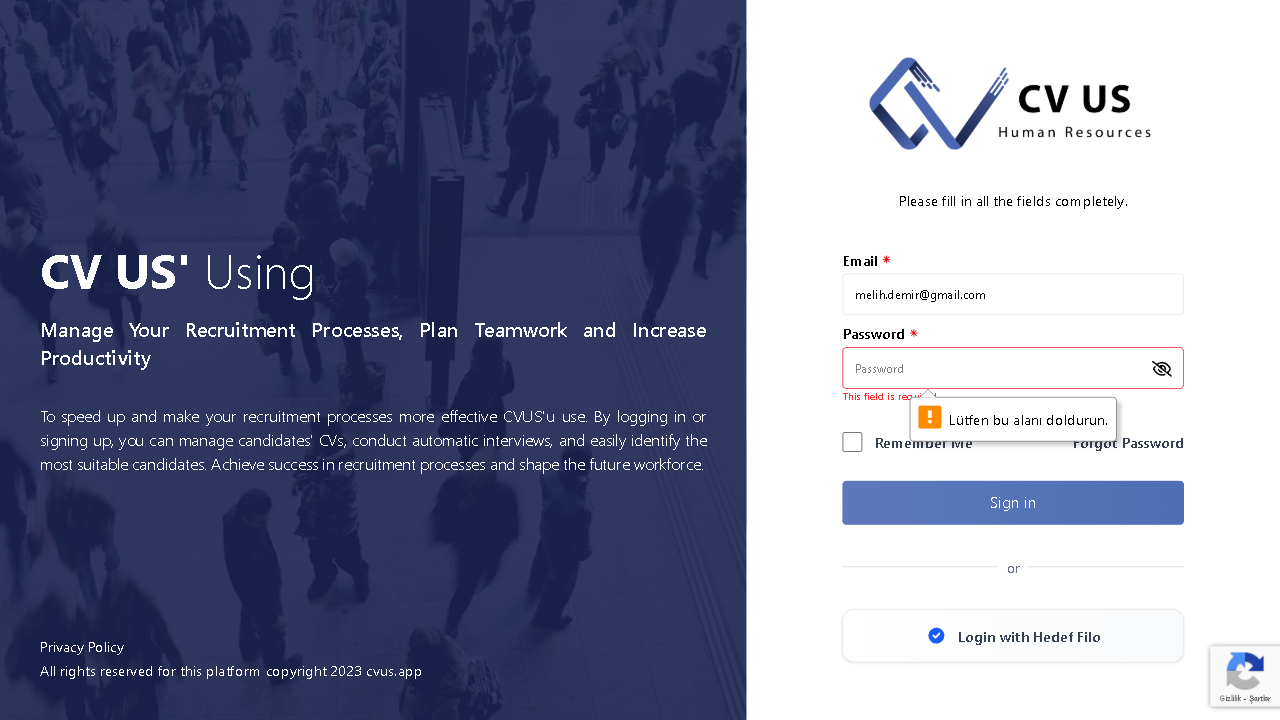 CV US' Using
Manage Your Recruitment Processes, Plan Teamwork and Increase
Productivity
To speed up and make your recruitment processes more effective CVUS'u use. By logging in or
signing up, you can manage candidates' CVs, conduct automatic interviews, and easily identify the
most suitable candidates. Achieve success in recruitment processes and shape the future workforce.
Privacy Policy
All rights reserved for this platform copyright 2023 cvus.app
CV US
Human Resources
Please fill in all the fields completely.
Email *
melih.demir@gmail.com
Password *
Password
This field is required
Lütfen bu alanı doldurun.
Remember Me
Forgot Password
Sign in
or
Login with Hedef Filo
Gizlilik - Şartlar